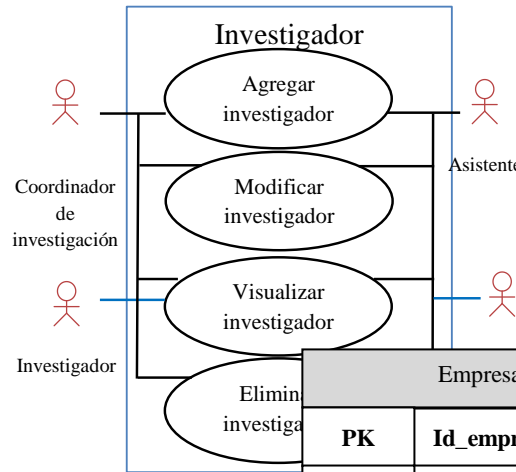 Investigador
Agregar
investigador
Asistente
Coordinador
de
investigación
Modificar
investigador
Visualizar
investigador
Investigador
Empresa
PK